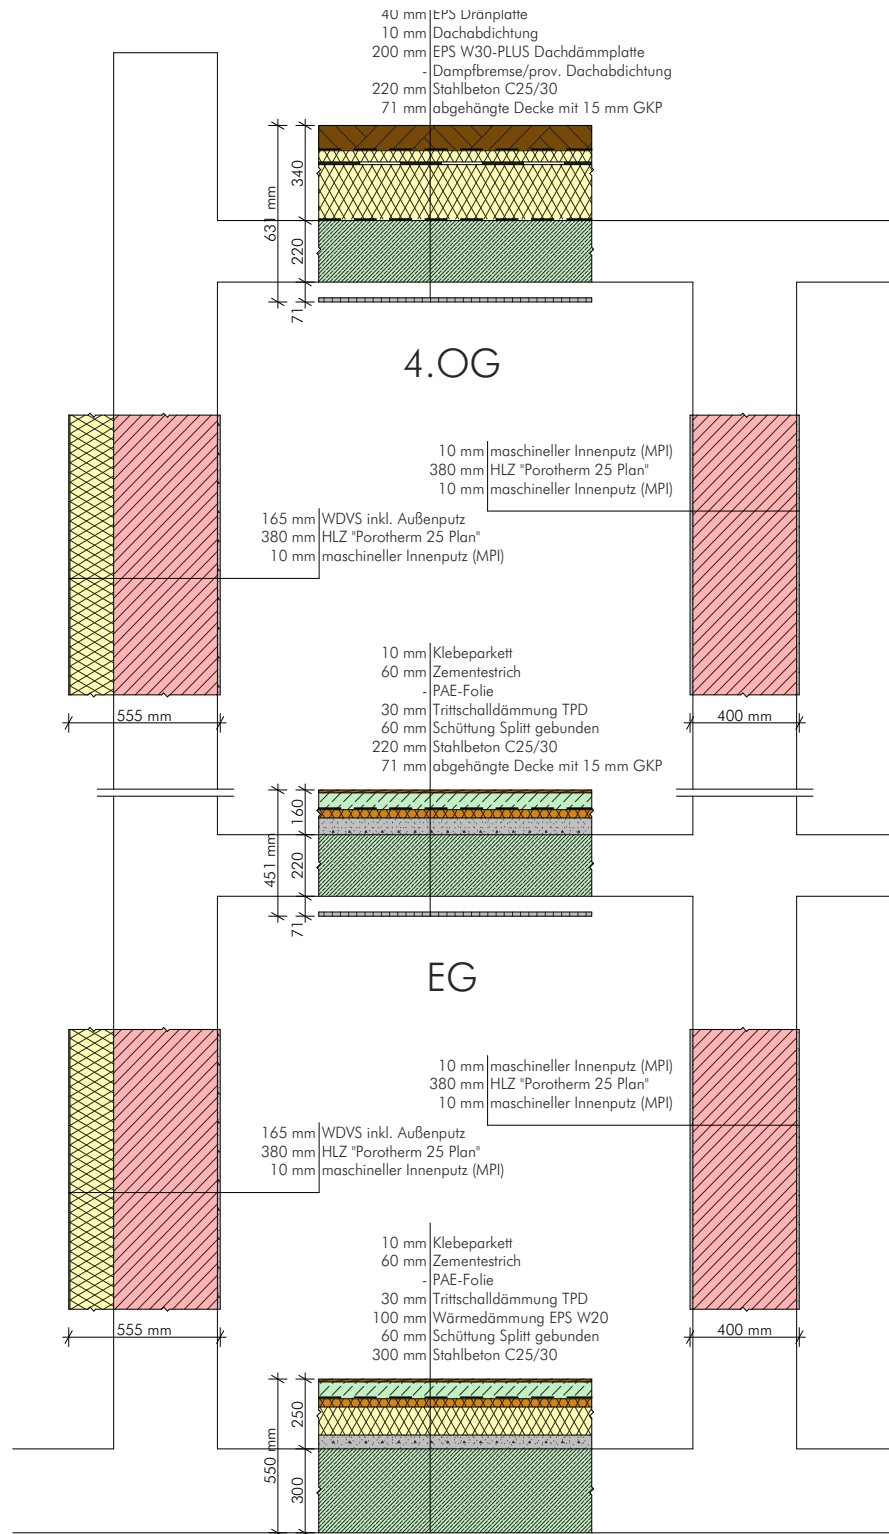 40 mm EPS Dränplatte
10 mm Dachabdichtung
200 mm EPS W30-PLUS Dachdämmplatte
- Dampfbremse/prov. Dachabdichtung
220 mm Stahlbeton C25/30
71 mm abgehängte Decke mit 15 mm GKP
631 mm
340
220
71
4.OG
10 mm maschineller Innenputz (MPI)
380 mm HLZ "Porotherm 25 Plan"
10 mm maschineller Innenputz (MPI)
165 mm WDVS inkl. Außenputz
380 mm HLZ "Porotherm 25 Plan"
10 mm maschineller Innenputz (MPI)
555 mm
400 mm
10 mm Klebeparkett
60 mm Zementestrich
- PAE-Folie
30 mm Trittschalldämmung TPD
60 mm Schüttung Splitt gebunden
220 mm Stahlbeton C25/30
71 mm abgehängte Decke mit 15 mm GKP
451 mm
160
220
71
EG
10 mm maschineller Innenputz (MPI)
380 mm HLZ "Porotherm 25 Plan"
10 mm maschineller Innenputz (MPI)
165 mm WDVS inkl. Außenputz
380 mm HLZ "Porotherm 25 Plan"
10 mm maschineller Innenputz (MPI)
555 mm
400 mm
10 mm Klebeparkett
60 mm Zementestrich
- PAE-Folie
30 mm Trittschalldämmung TPD
100 mm Wärmedämmung EPS W20
60 mm Schüttung Splitt gebunden
300 mm Stahlbeton C25/30
550 mm
250
300